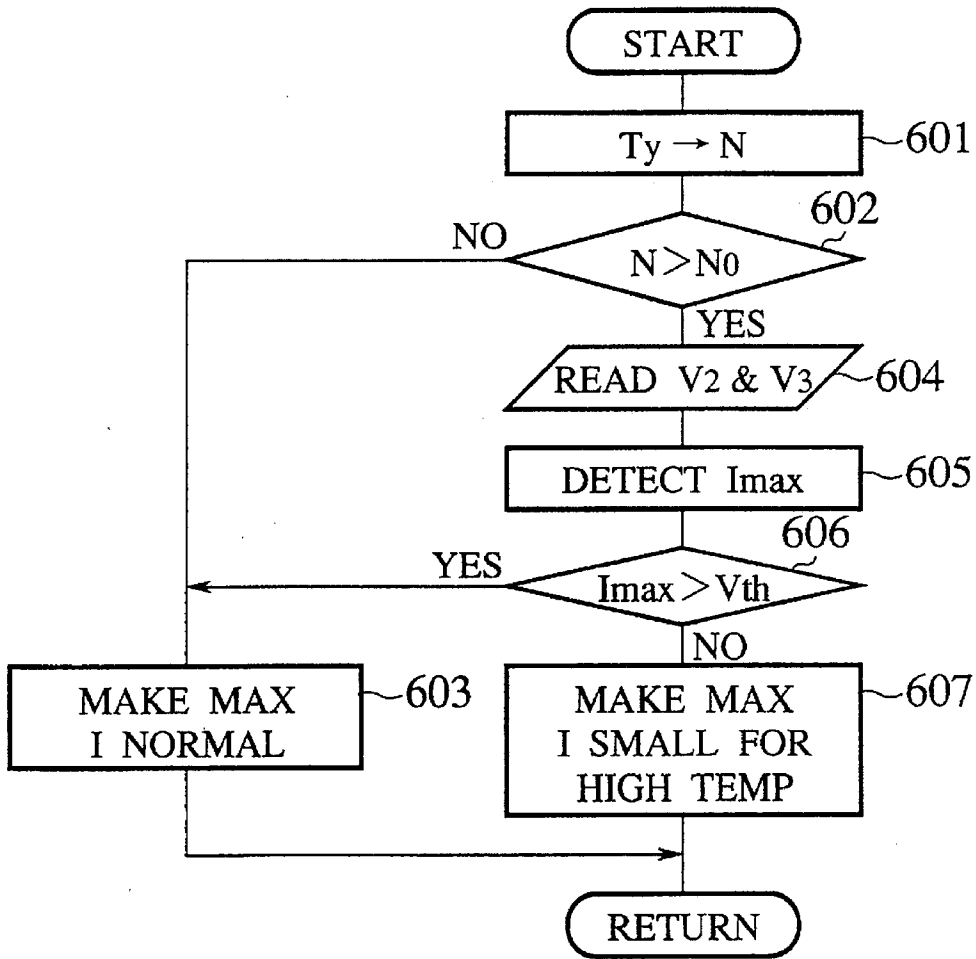 START
Ty → N
601
602
NO
N>N0
YES
READ V2 & V3
604
DETECT Imax
605
606
YES
Imax>Vth
NO
MAKE MAX
I NORMAL
603
MAKE MAX
I SMALL FOR
HIGH TEMP
607
RETURN